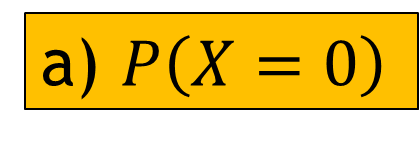 a) P(X = 0)